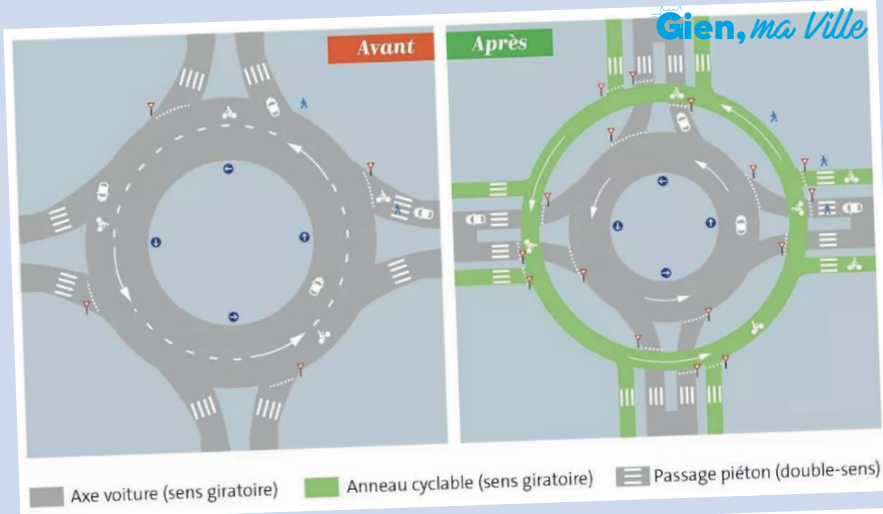 Gien, ma Ville
Avant
Après
Axe voiture (sens giratoire)
Anneau cyclable (sens giratoire)
Passage piéton (double-sens)